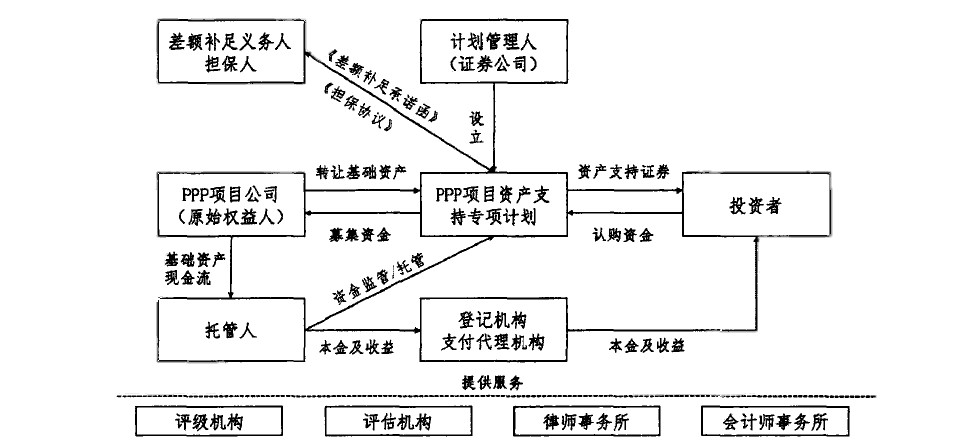 差额补足义务人
担保人
计划管理人
（证券公司）
《差额补足承诺函》
《担保协议》
设
立
PPP项目公司
（原始权益人）
转让基础资产
募集资金
PPP项目资产支
持专项计划
资产支持证券
认购资金
投资者
基础资产
现金流
资金监管/托管
托管人
本金及收益
登记机构
支付代理机构
本金及收益
提供服务
评级机构
评估机构
律师事务所
会计师事务所